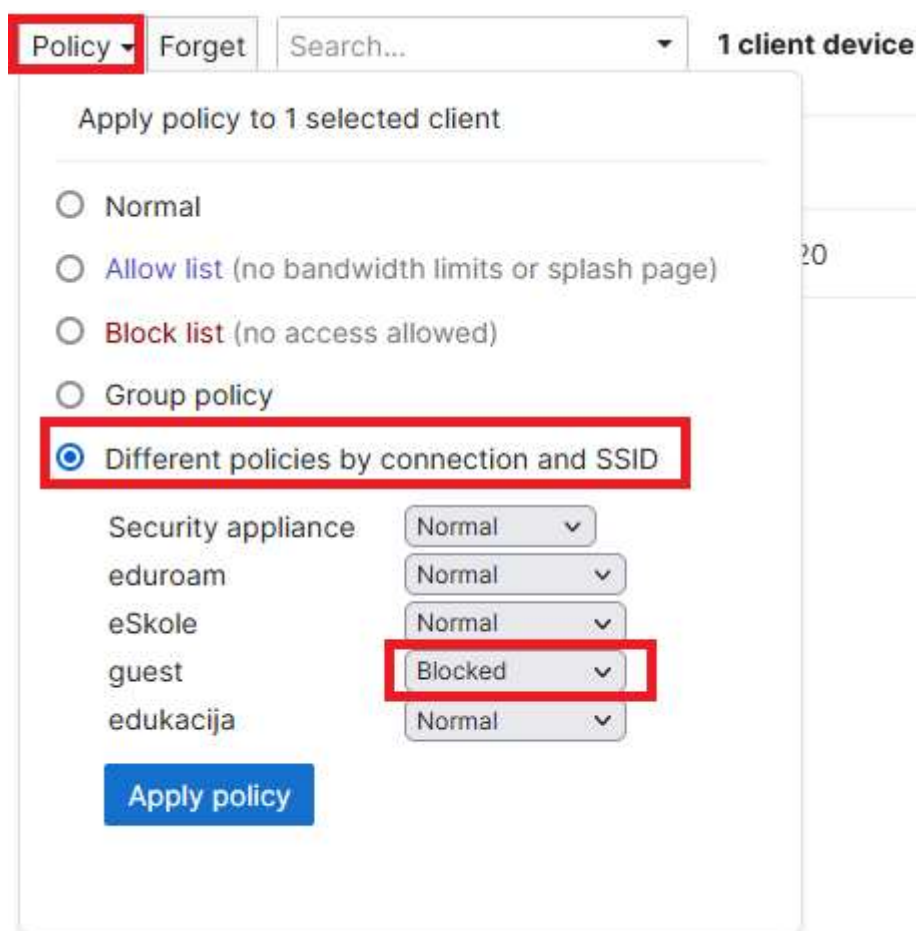 Policy Forget Search... 1 client device
Apply policy to 1 selected client
Normal
Allow list (no bandwidth limits or splash page)
20
Block list (no access allowed)
Group policy
Different policies by connection and SSID
Security appliance Normal
eduroam Normal
eSkole Normal
guest Blocked
edukacija Normal
Apply policy